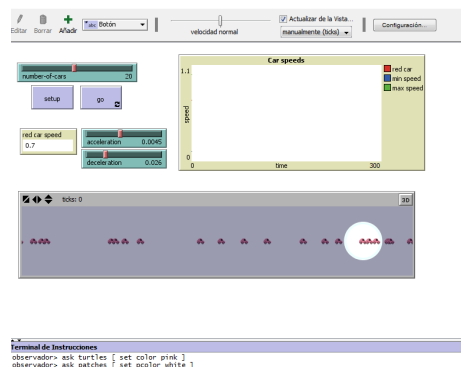 Editar Borrar Añadir
abc Botón
velocidad normal
Actualizar de la Vista...
manualmente (ticks)
Configuración...
number-of-cars 20
setup
go
red car speed
0.7
acceleration 0.0045
deceleration 0.026
Car speeds
1.1
speed
0
0 time 300
red car
min speed
max speed
ticks: 0
3D
Terminal de Instrucciones
observador> ask turtles [ set color pink ]
observador> ask patches [ set pcolor white ]